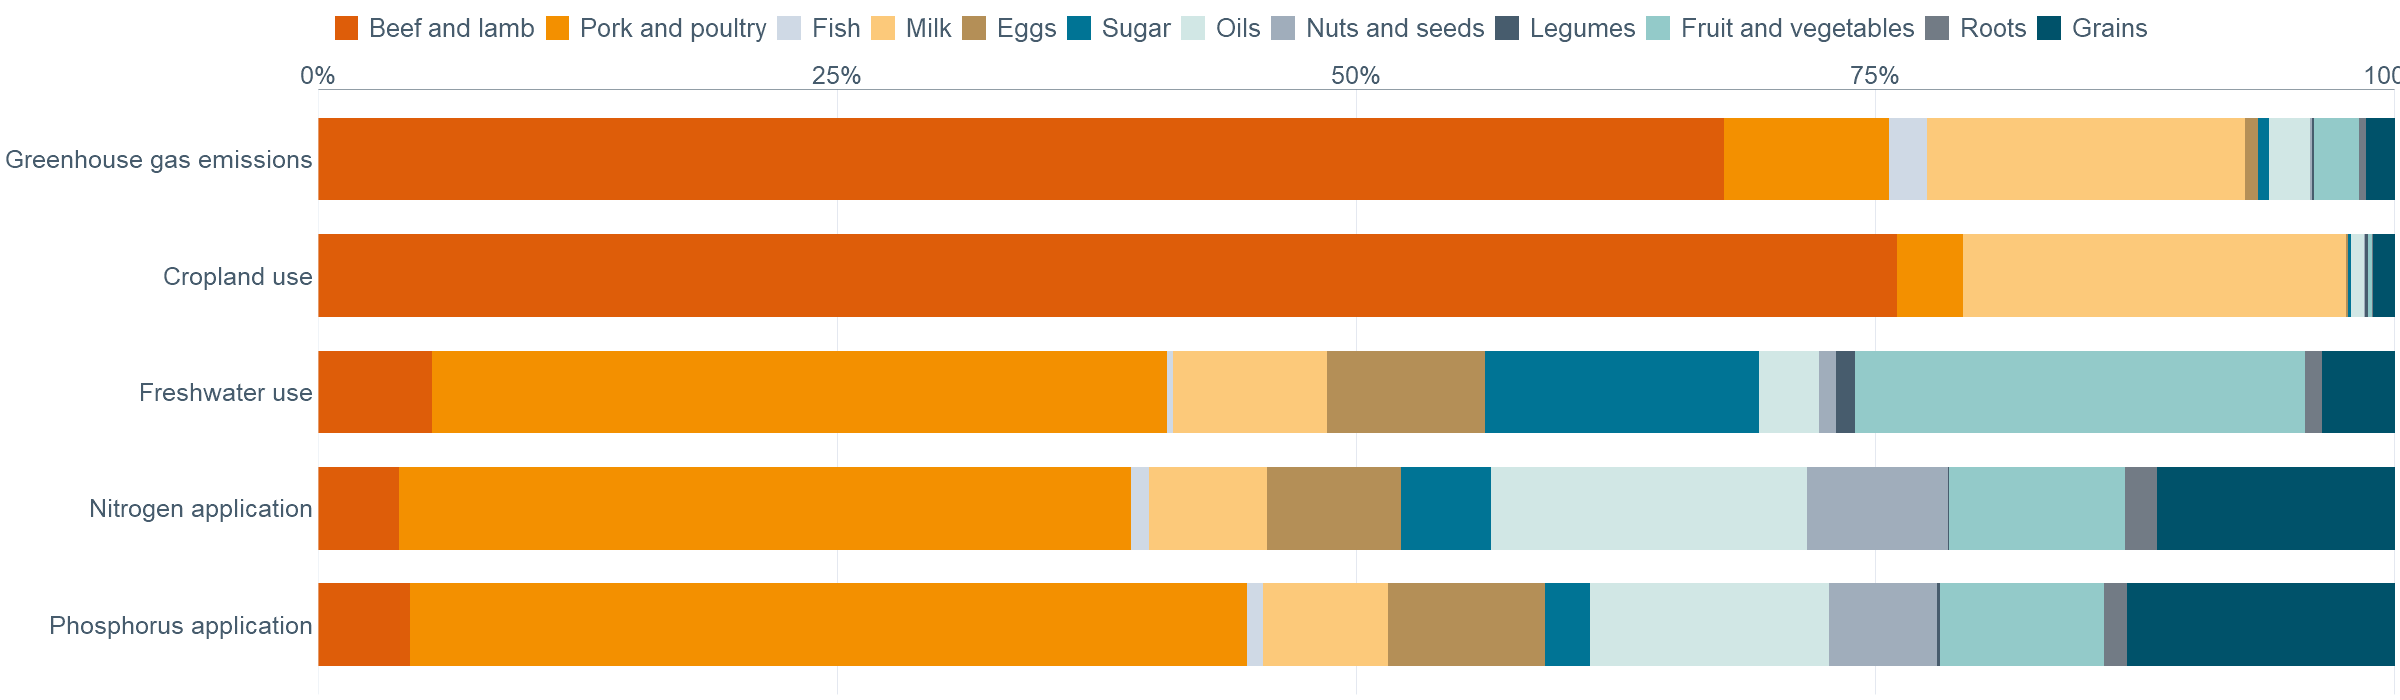 Beef and lamb Pork and poultry Fish Milk Eggs Sugar Oils Nuts and seeds Legumes Fruit and vegetables Roots Grains
0% 25% 50% 75% 100
Greenhouse gas emissions
Cropland use
Freshwater use
Nitrogen application
Phosphorus application